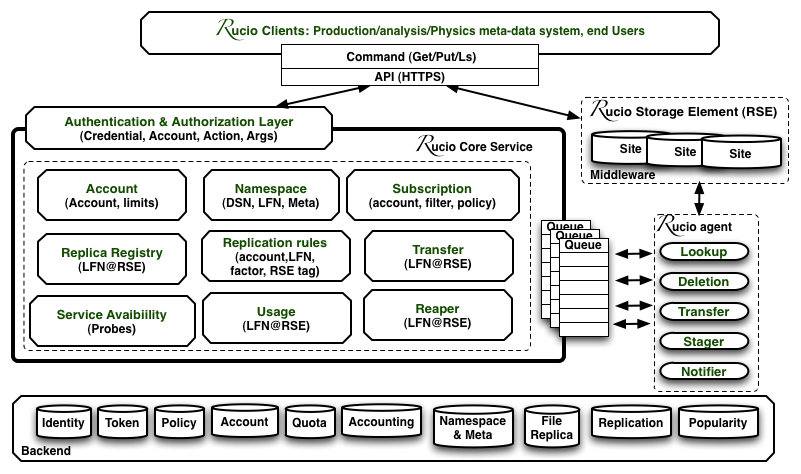 Rucio Clients: Production/analysis/Physics meta-data system, end Users
Command (Get/Put/Ls)
API (HTTPS)
Authentication & Authorization Layer
(Credential, Account, Action, Args)
Rucio Storage Element (RSE)
Site
Site
Site
Middleware
Rucio Core Service
Account
(Account, limits)
Namespace
(DSN, LFN, Meta)
Subscription
(account, filter, policy)
Replica Registry
(LFN@RSE)
Replication rules
(account,LFN,
factor, RSE tag)
Transfer
(LFN@RSE)
Service Avaibiility
(Probes)
Usage
(LFN@RSE)
Reaper
(LFN@RSE)
Queue
Queue
Queue
Rucio agent
Lookup
Deletion
Transfer
Stager
Notifier
Identity
Token
Policy
Account
Quota
Accounting
Namespace
& Meta
File
Replica
Replication
Popularity
Backend